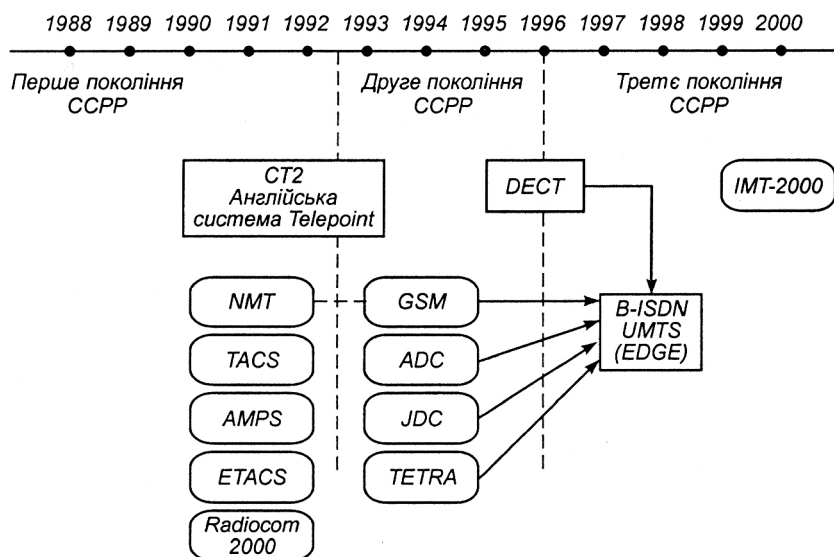 1988 1989 1990 1991 1992 1993 1994 1995 1996 1997 1998 1999 2000
Перше покоління
ССРР
Друге покоління
ССРР
Третє покоління
ССРР
CT2
Англійська
система Telepoint
DECT
IMT-2000
NMT
GSM
B-ISDN
UMTS
(EDGE)
TACS
ADC
AMPS
JDC
ETACS
TETRA
Radiocom
2000